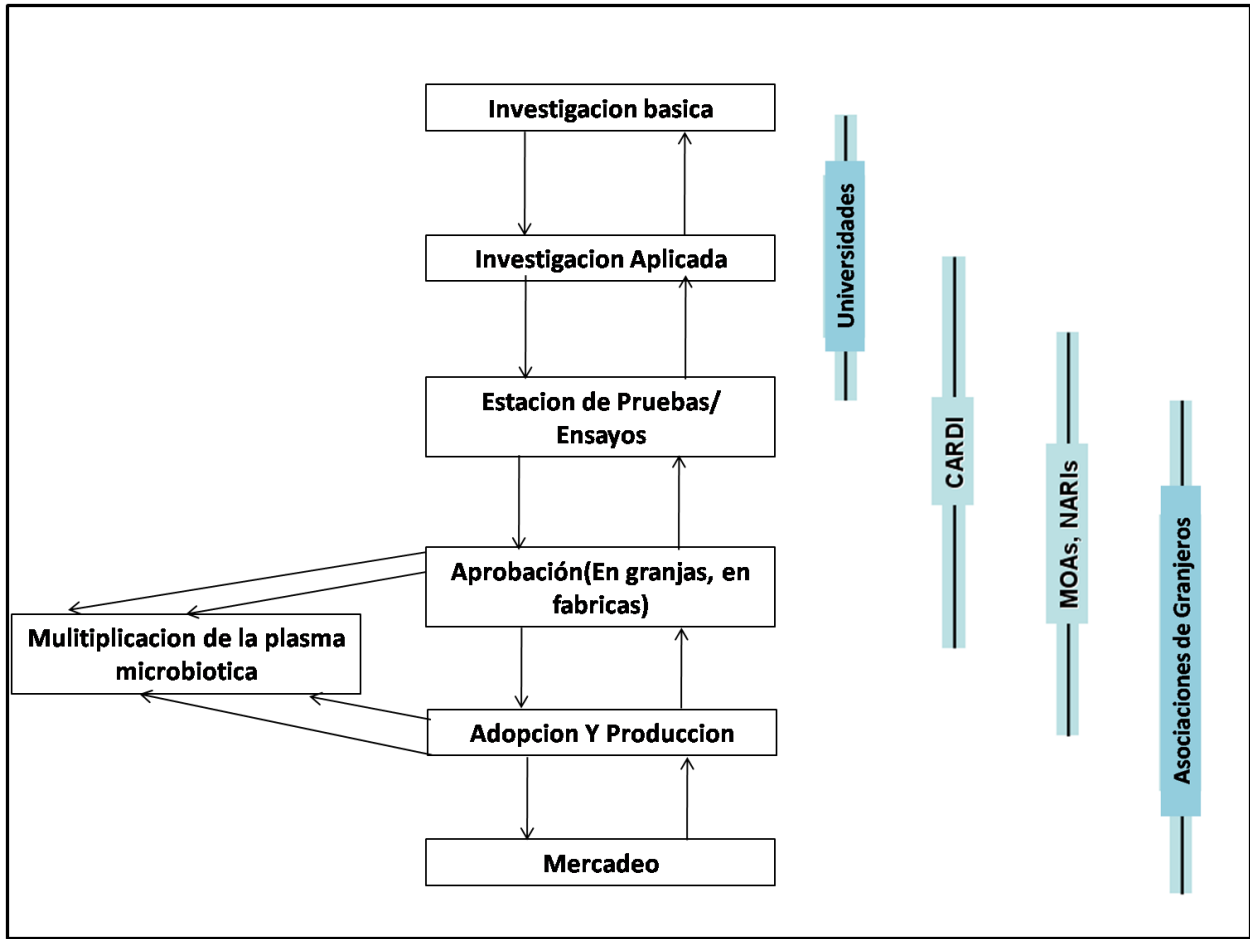 Investigacion basica
Investigacion Aplicada
Estacion de Pruebas/
Ensayos
Aprobación(En granjas, en
fabricas)
Mulitiplicacion de la plasma
microbiotica
Adopcion Y Produccion
Mercadeo
Universidades
CARDI
MOAs, NARIs
Asociaciones de Granjeros